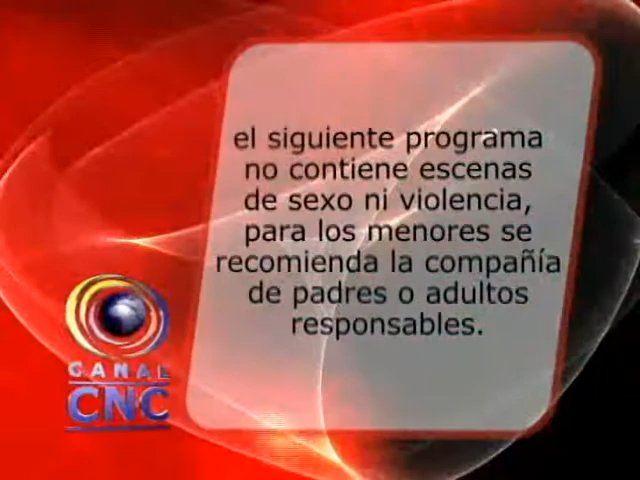 el siguiente programa
no contiene escenas
de sexo ni violencia,
para los menores se
recomienda la compañía
de padres o adultos
responsables.
CANAL
CNC